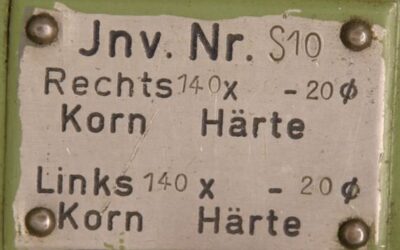 Jnv. Nr. S10
Rechts 140 x - 20 ϕ
Korn Härte
Links 140 x - 20 ϕ
Korn Härte